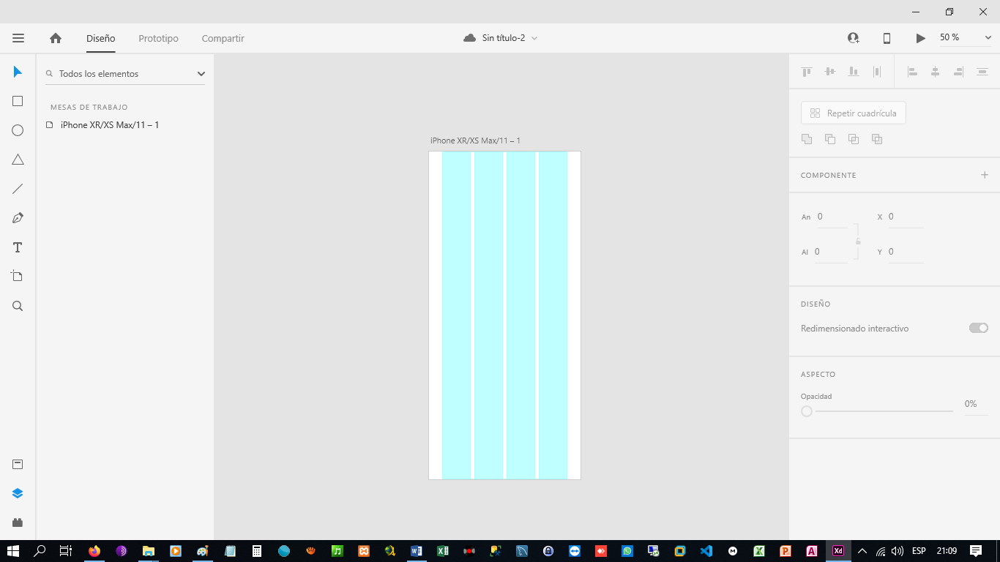 Diseño
Prototipo
Compartir
Sin título-2
50 %
Todos los elementos
MESAS DE TRABAJO
iPhone XR/XS Max/11 – 1
iPhone XR/XS Max/11 – 1
Repetir cuadrícula
COMPONENTE
An 0
X 0
Al 0
Y 0
DISEÑO
Redimensionado interactivo
ASPECTO
Opacidad
0%
Xd
ESP
21:09